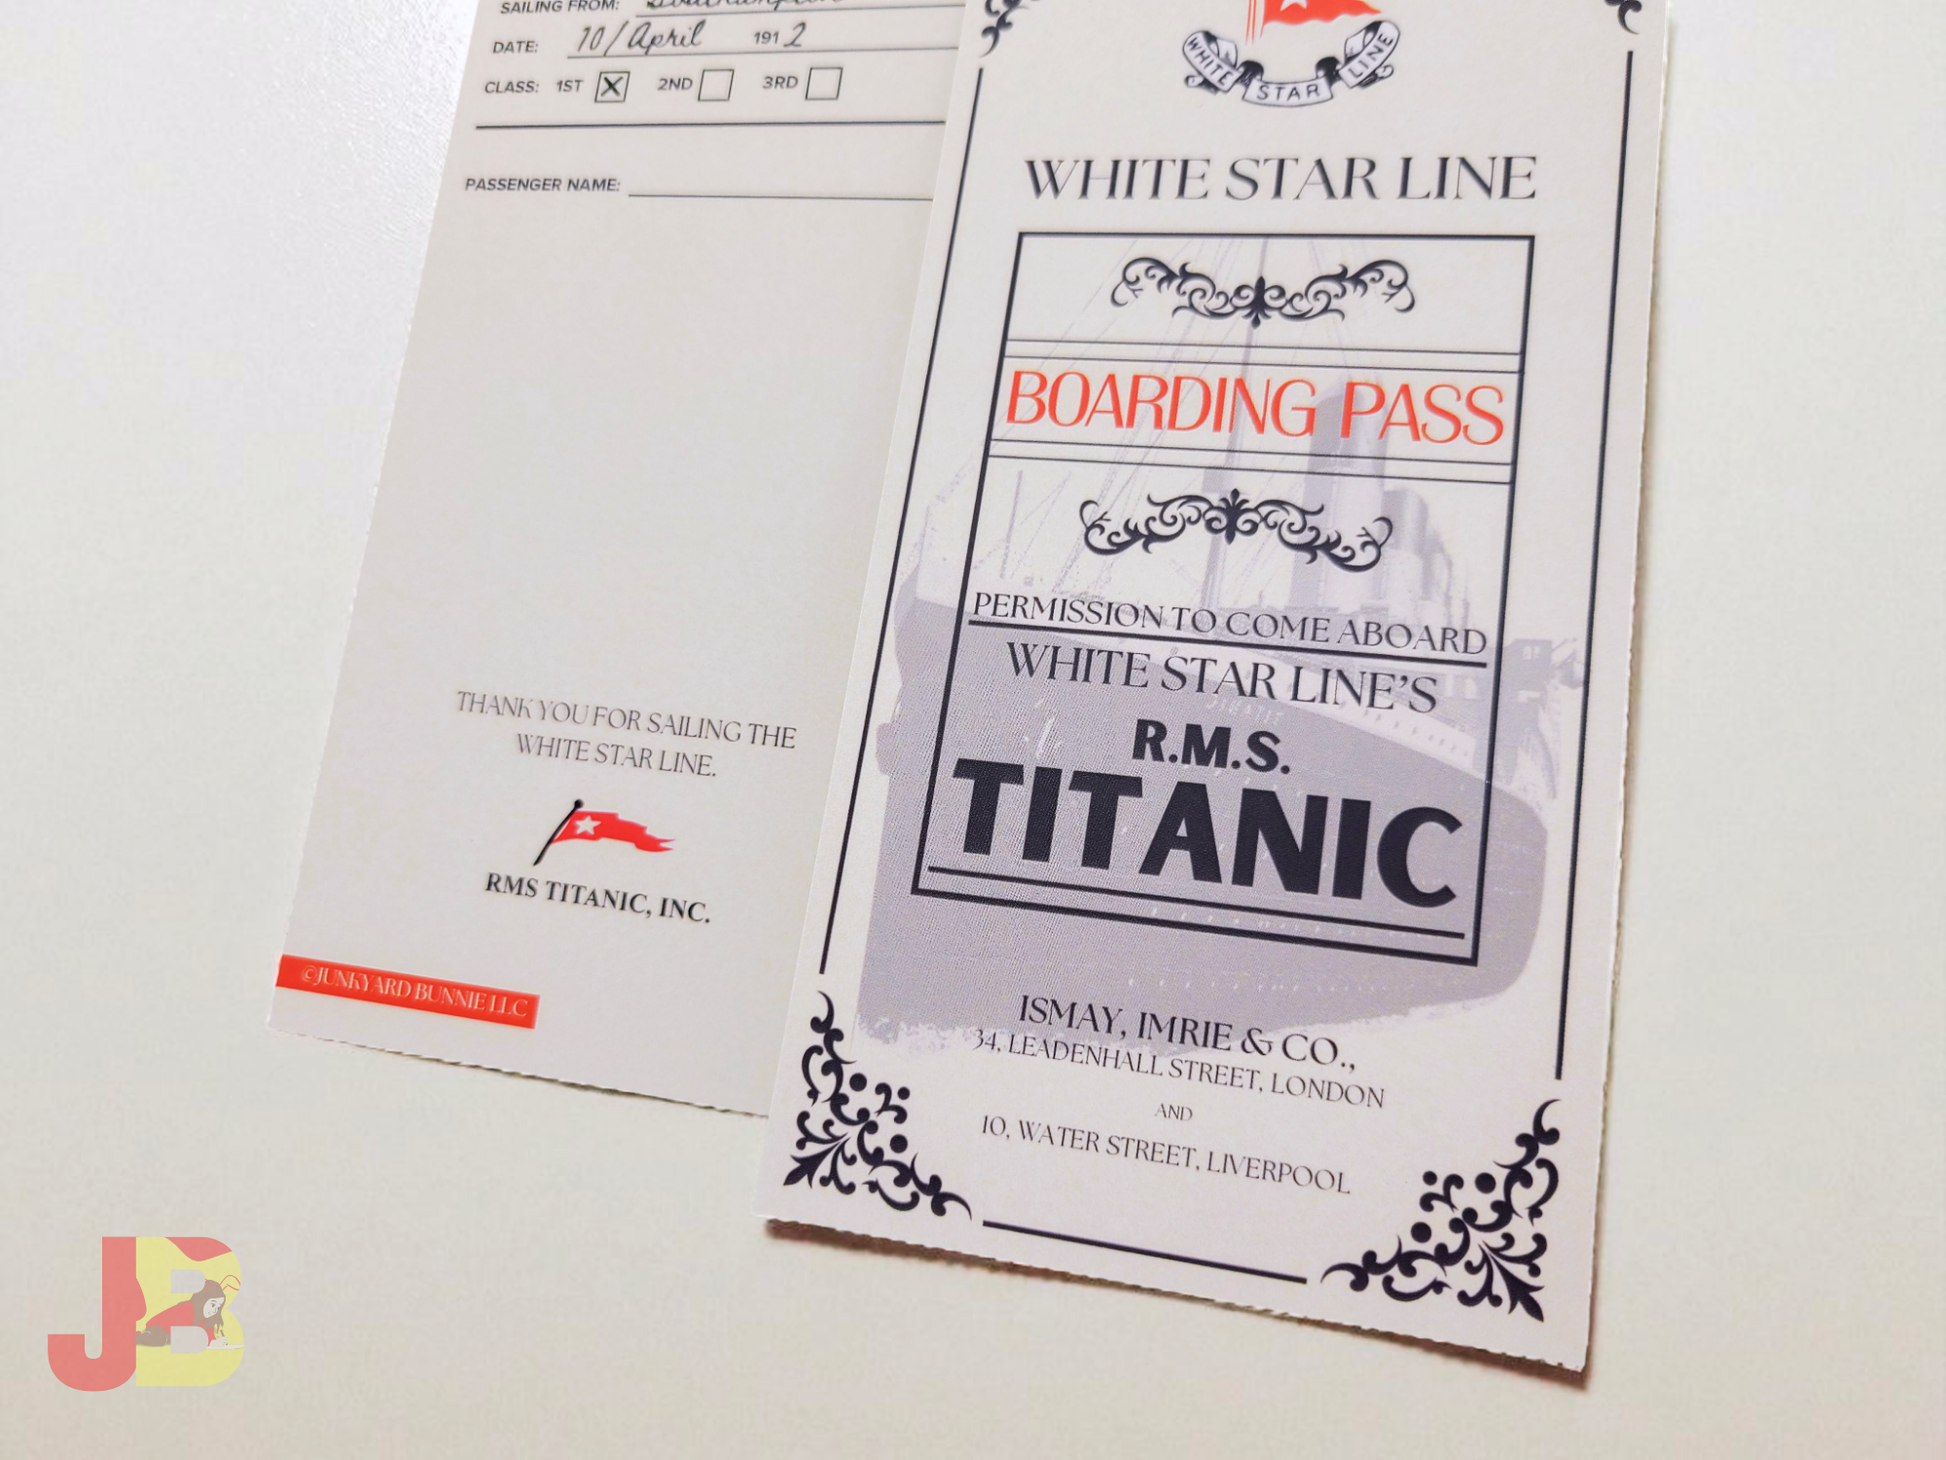 SAILING FROM: Southampton
DATE: 10/April 1912
CLASS: 1ST X 2ND 3RD
PASSENGER NAME:
THANK YOU FOR SAILING THE
WHITE STAR LINE.
RMS TITANIC, INC.
©JUNKYARD BUNNIE LLC
WHITE STAR LINE
WHITE STAR LINE
BOARDING PASS
PERMISSION TO COME ABOARD
WHITE STAR LINE'S
R.M.S.
TITANIC
ISMAY, IMRIE & CO.,
34, LEADENHALL STREET, LONDON
AND
10, WATER STREET, LIVERPOOL
JB